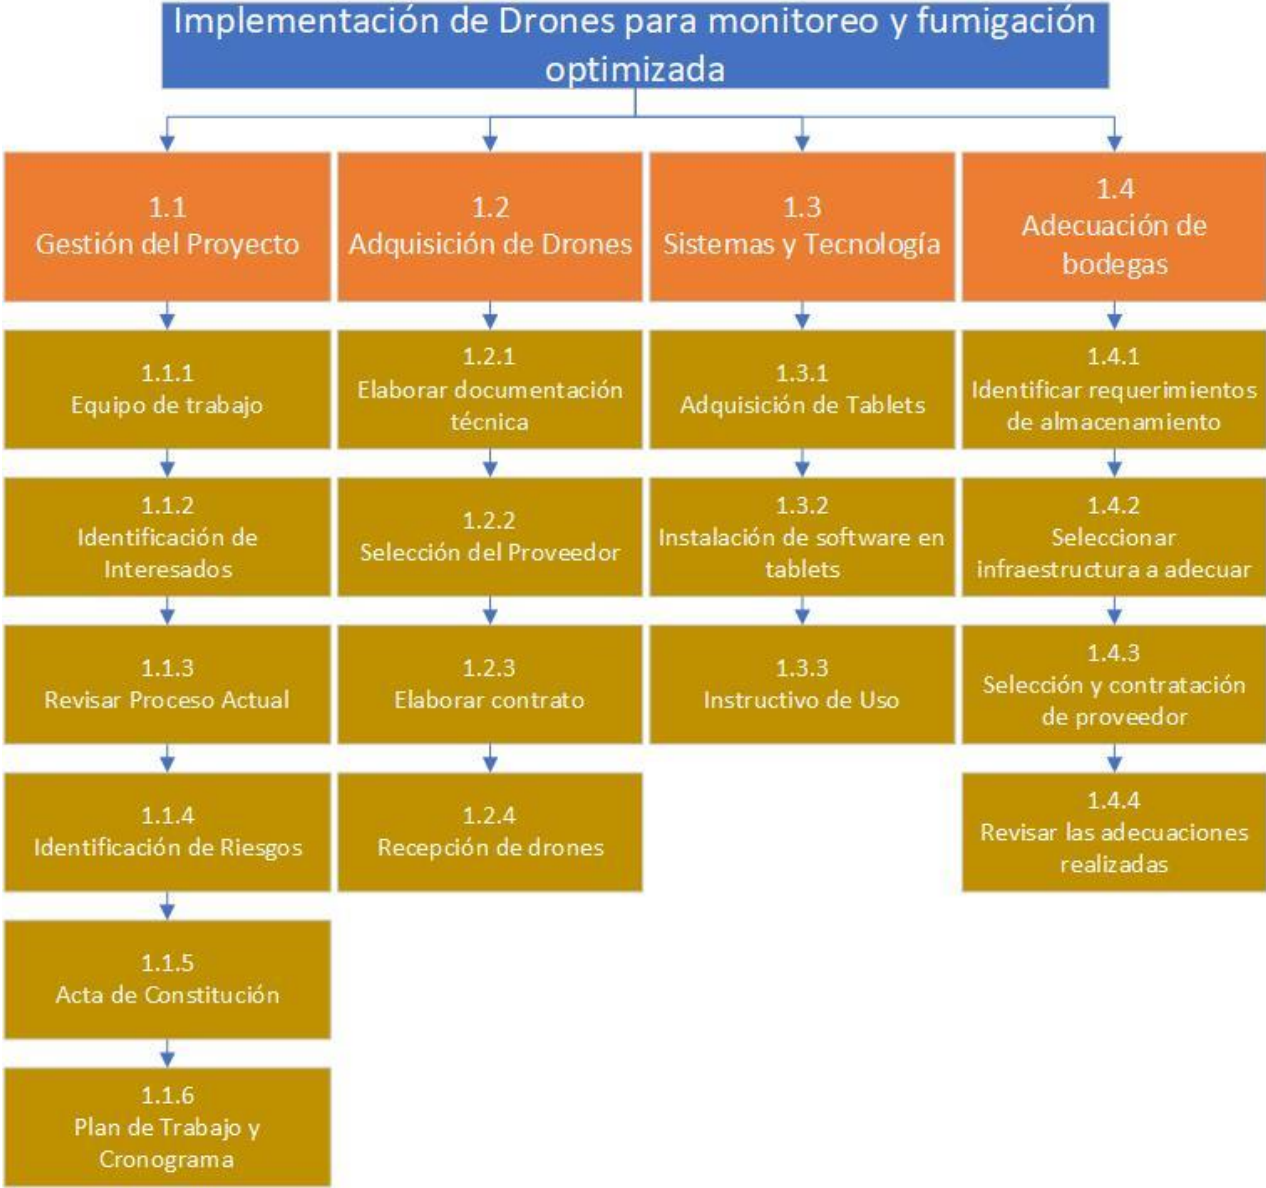 Implementación de Drones para monitoreo y fumigación
optimizada
1.1
Gestión del Proyecto
1.2
Adquisición de Drones
1.3
Sistemas y Tecnología
1.4
Adecuación de
bodegas
1.1.1
Equipo de trabajo
1.2.1
Elaborar documentación
técnica
1.3.1
Adquisición de Tablets
1.4.1
Identificar requerimientos
de almacenamiento
1.1.2
Identificación de
Interesados
1.2.2
Selección del Proveedor
1.3.2
Instalación de software en
tablets
1.4.2
Seleccionar
infraestructura a adecuar
1.1.3
Revisar Proceso Actual
1.2.3
Elaborar contrato
1.3.3
Instructivo de Uso
1.4.3
Selección y contratación
de proveedor
1.1.4
Identificación de Riesgos
1.2.4
Recepción de drones
1.4.4
Revisar las adecuaciones
realizadas
1.1.5
Acta de Constitución
1.1.6
Plan de Trabajo y
Cronograma